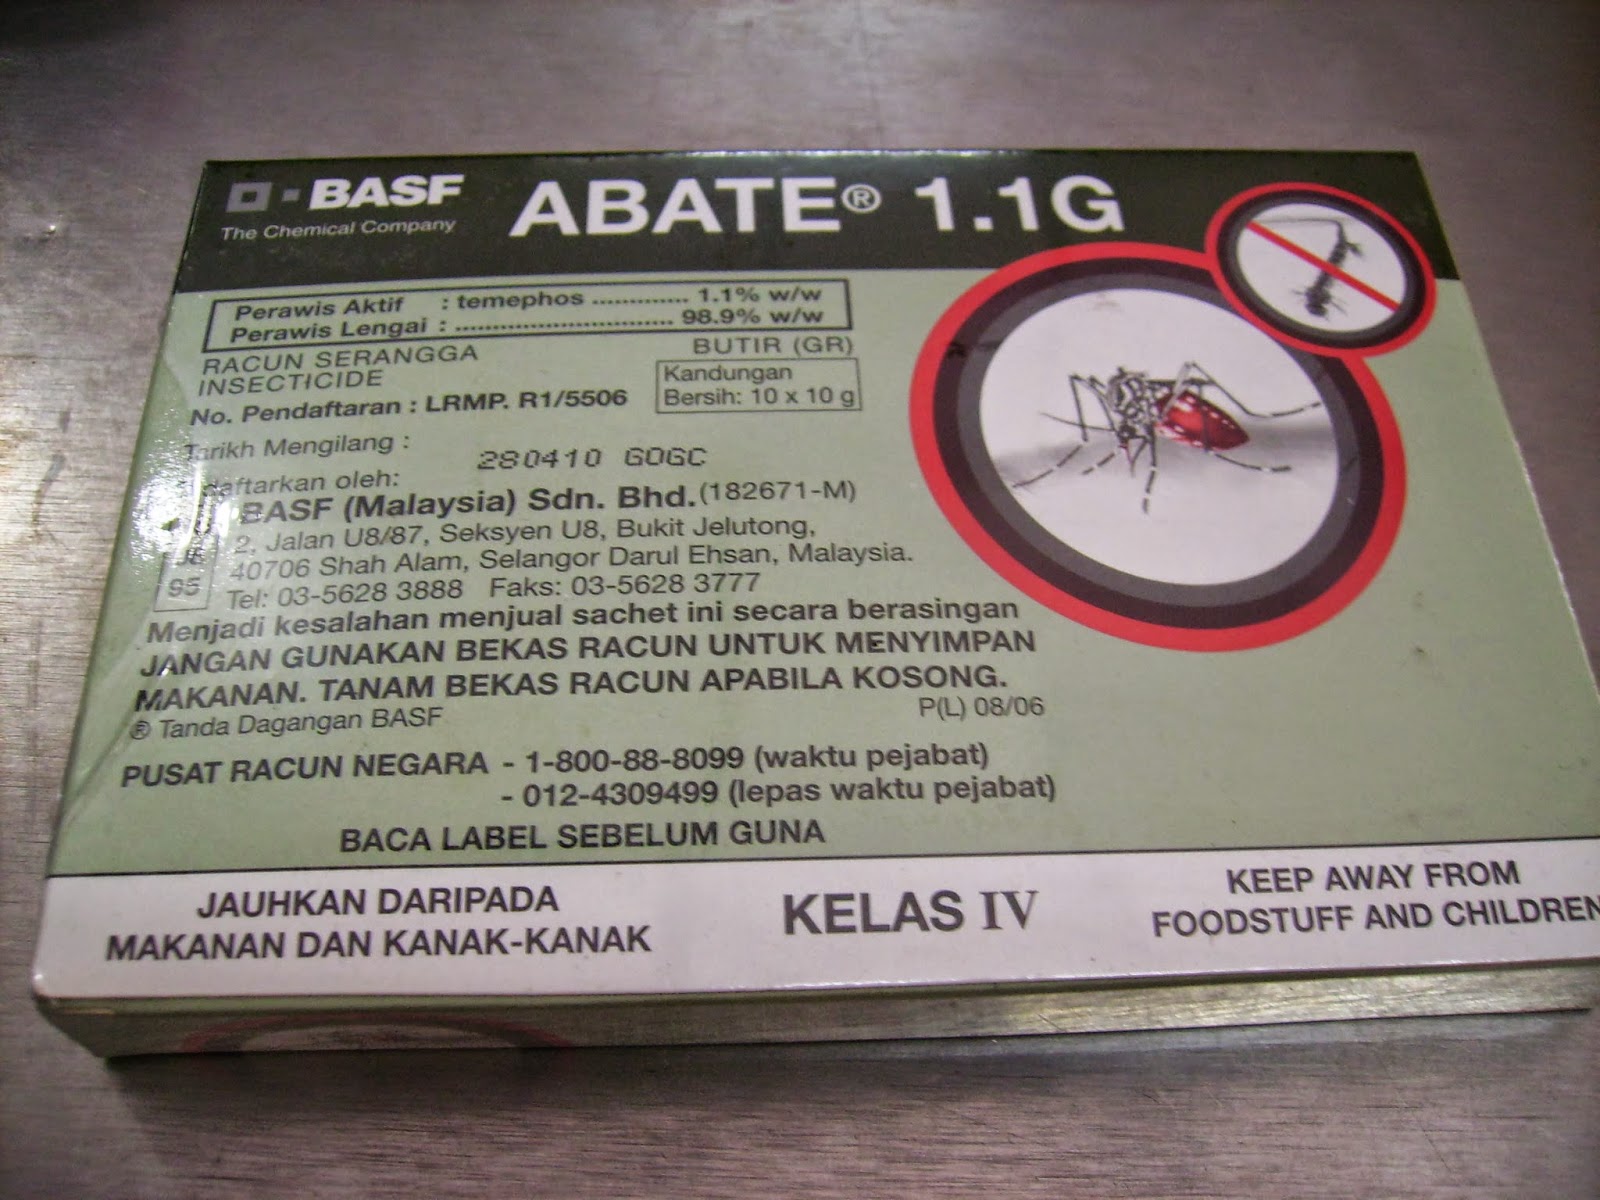 BASF
The Chemical Company
ABATE® 1.1G
Perawis Aktif : temephos ............. 1.1% w/w
Perawis Lengai : ............................. 98.9% w/w
RACUN SERANGGA
INSECTICIDE
BUTIR (GR)
Kandungan
Bersih: 10 x 10 g
No. Pendaftaran : LRMP. R1/5506
Tarikh Mengilang :
280410 GOGC
daftarkan oleh:
BASF (Malaysia) Sdn. Bhd. (182671-M)
2, Jalan U8/87, Seksyen U8, Bukit Jelutong,
40706 Shah Alam, Selangor Darul Ehsan, Malaysia.
95
Tel: 03-5628 3888 Faks: 03-5628 3777
Menjadi kesalahan menjual sachet ini secara berasingan
JANGAN GUNAKAN BEKAS RACUN UNTUK MENYIMPAN
MAKANAN. TANAM BEKAS RACUN APABILA KOSONG.
® Tanda Dagangan BASF
P(L) 08/06
PUSAT RACUN NEGARA - 1-800-88-8099 (waktu pejabat)
- 012-4309499 (lepas waktu pejabat)
BACA LABEL SEBELUM GUNA
JAUHKAN DARIPADA
MAKANAN DAN KANAK-KANAK
KELAS IV
KEEP AWAY FROM
FOODSTUFF AND CHILDREN